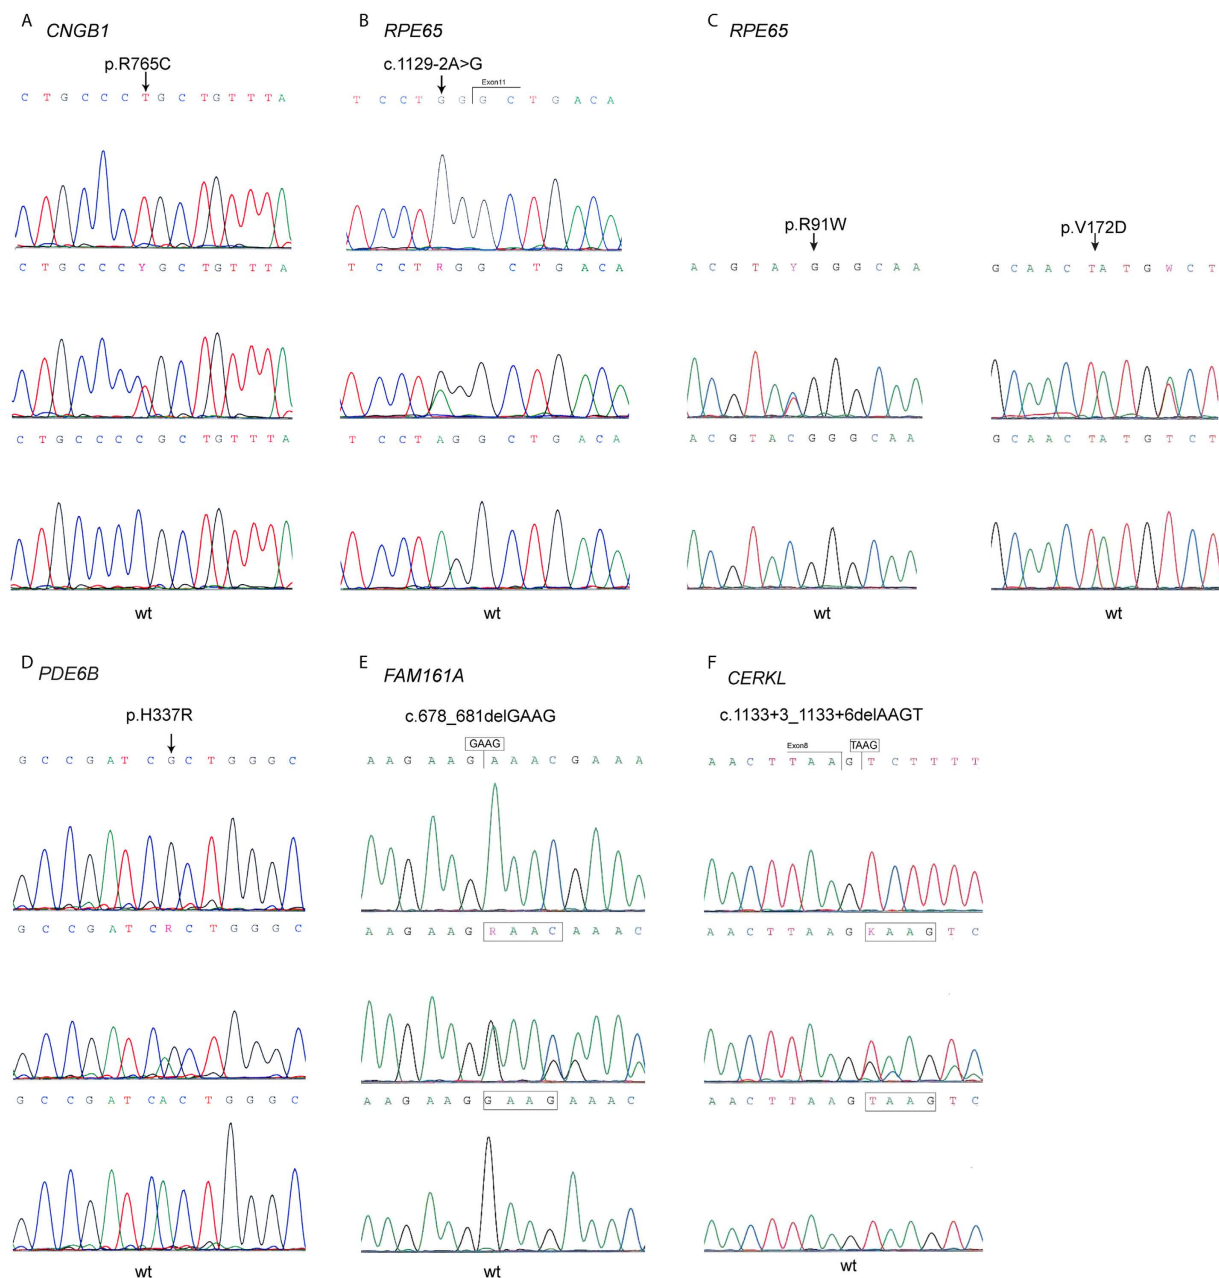 A CNGB1
p.R765C
C T G C C C T G C T G T T T A
C T G C C C Y G C T G T T T A
C T G C C C C G C T G T T T A
wt
B RPE65
c.1129-2A>G
Exon11
T C C T G G G C T G A C A
T C C T R G G C T G A C A
T C C T A G G C T G A C A
wt
C RPE65
p.R91W
A C G T A Y G G G C A A
A C G T A C G G G C A A
wt
p.V172D
G C A A C T A T G W C T
G C A A C T A T G T C T
wt
D PDE6B
p.H337R
G C C G A T C G C T G G G C
G C C G A T C R C T G G G C
G C C G A T C A C T G G G C
wt
E FAM161A
c.678_681delGAAG
GAAG
A A G A A G A A A C G A A A
A A G A A G R A A C A A A C
A A G A A G G A A G A A A C
wt
F CERKL
c.1133+3_1133+6delAAGT
Exon8 TAAG
A A C T T A A G T C T T T T
A A C T T A A G K A A G T C
A A C T T A A G T A A G T C
wt